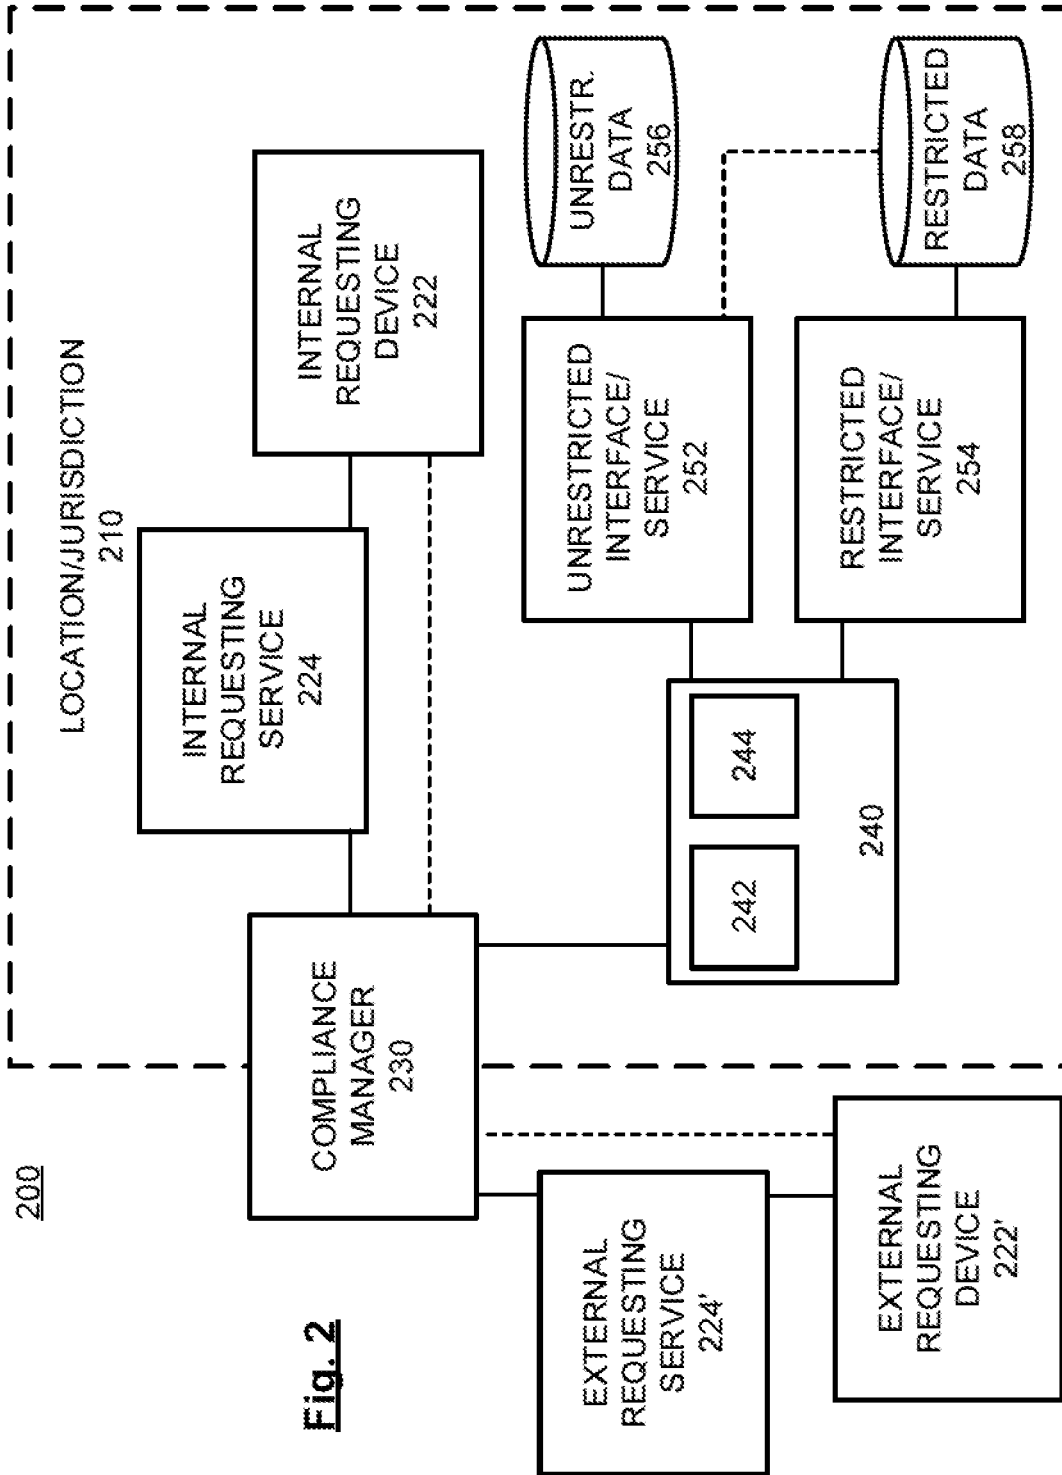 200
LOCATION/JURISDICTION
210
INTERNAL
REQUESTING
SERVICE
224
INTERNAL
REQUESTING
DEVICE
222
COMPLIANCE
MANAGER
230
EXTERNAL
REQUESTING
SERVICE
224'
EXTERNAL
REQUESTING
DEVICE
222'
242
244
240
UNRESTRICTED
INTERFACE/
SERVICE
252
UNRESTR.
DATA
256
RESTRICTED
INTERFACE/
SERVICE
254
RESTRICTED
DATA
258
Fig. 2